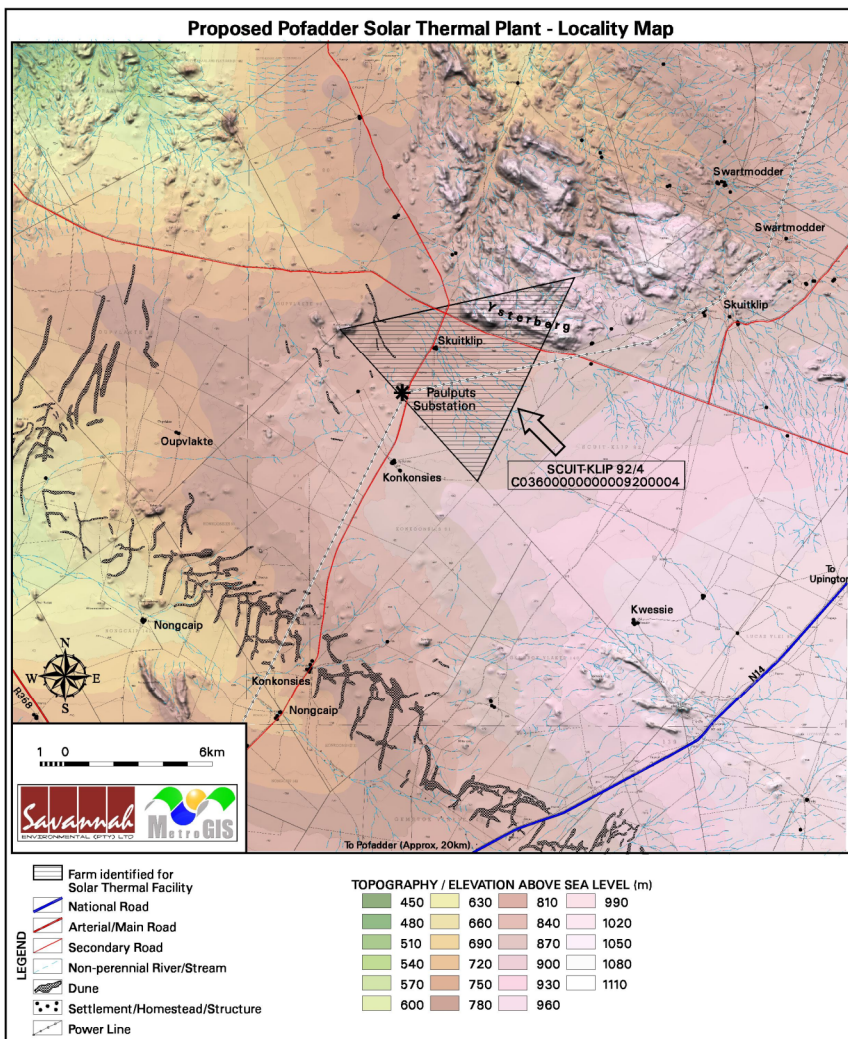 Proposed Pofadder Solar Thermal Plant - Locality Map
Swartmodder
Swartmodder
Skuitklip
Ysterberg
Skuitklip
Paulputs
Substation
Oupvlakte
SCUIT-KLIP 92/4
C03600000000009200004
Konkonsies
To
Upington
Kwessie
Nongcaip
N
W E
S
Konkonsies
N14
R368
Nongcaip
1 0 6km
Savannah
ENVIRONMENTAL (PTY) LTD
MetroGIS
To Pofadder (Approx, 20km)
LEGEND
Farm identified for
Solar Thermal Facility
National Road
Arterial/Main Road
Secondary Road
Non-perennial River/Stream
Dune
Settlement/Homestead/Structure
Power Line
TOPOGRAPHY / ELEVATION ABOVE SEA LEVEL (m)
450 630 810 990
480 660 840 1020
510 690 870 1050
540 720 900 1080
570 750 930 1110
600 780 960